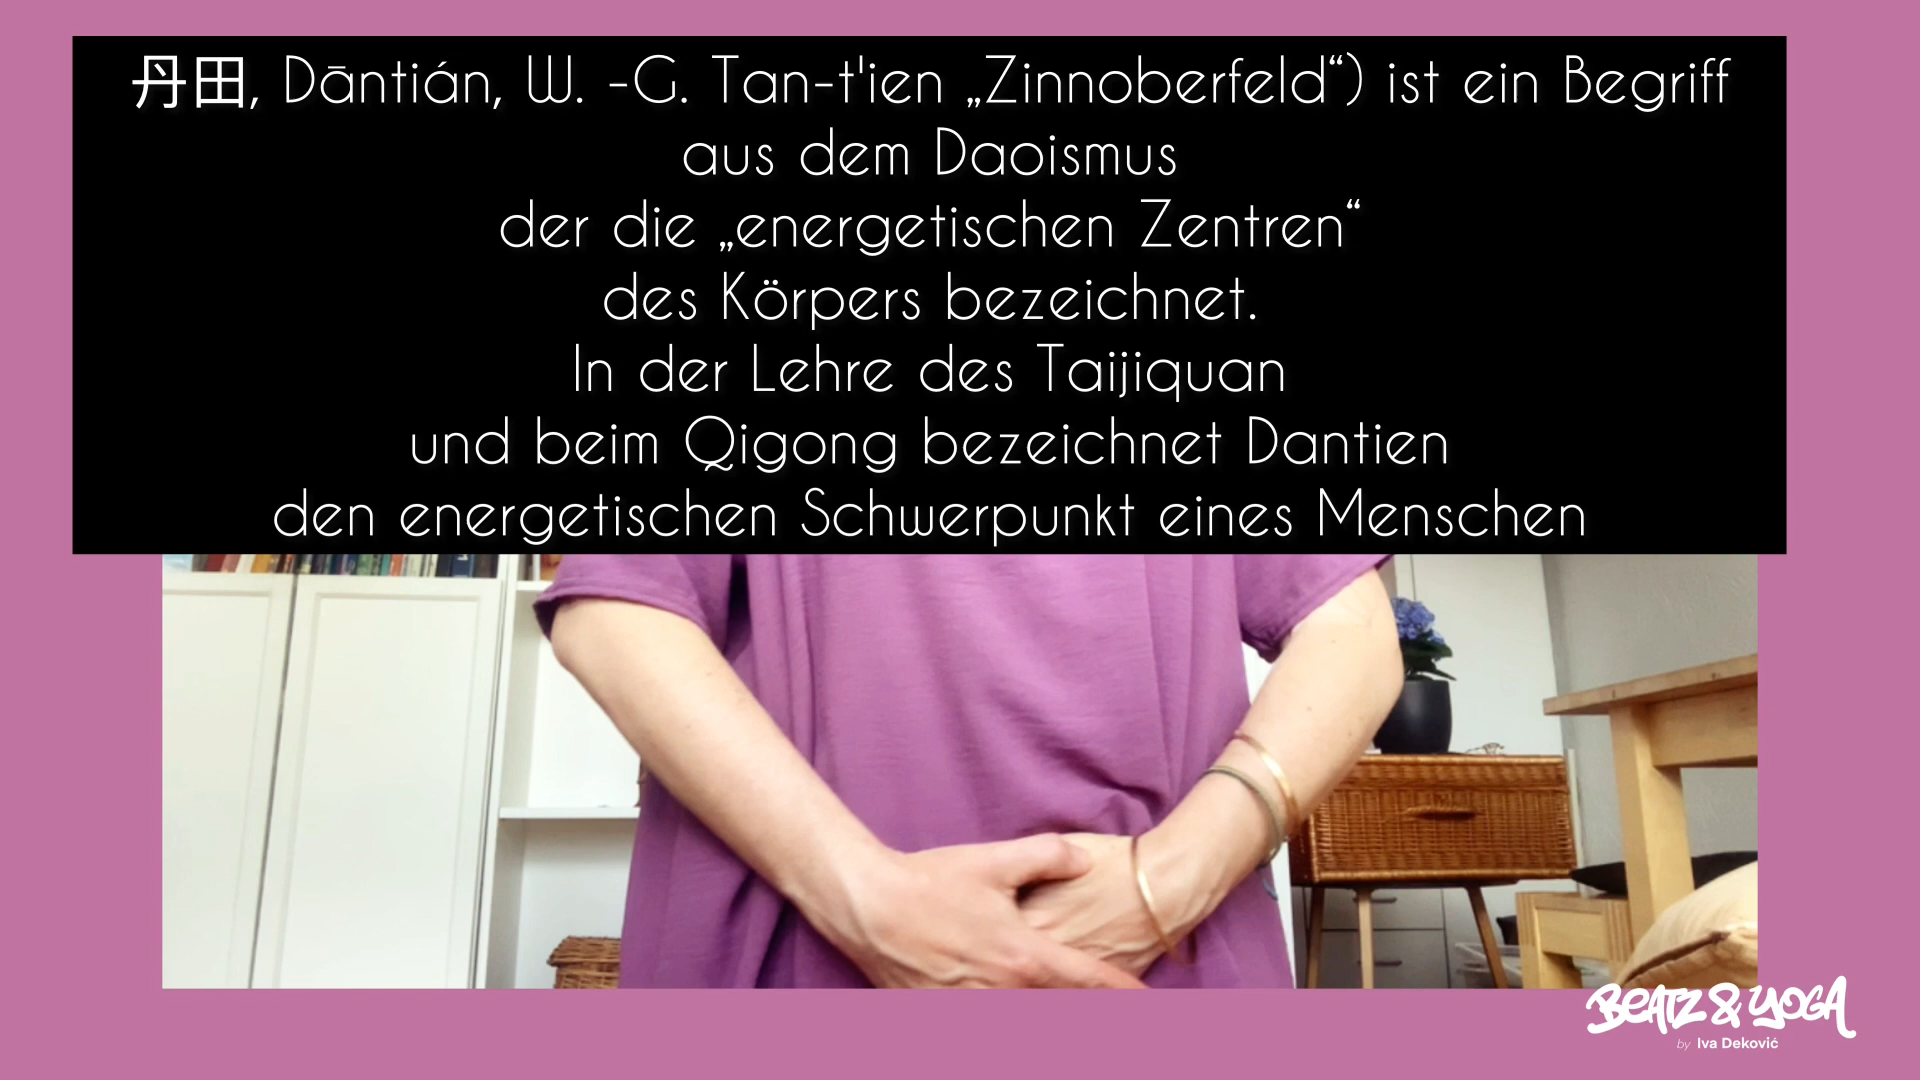 丹田, Dāntián, W. -G. Tan-t'ien „Zinnoberfeld“) ist ein Begriff
aus dem Daoismus
der die „energetischen Zentren“
des Körpers bezeichnet.
In der Lehre des Taijiquan
und beim Qigong bezeichnet Dantien
den energetischen Schwerpunkt eines Menschen
BEATZ & YOGA
by Iva Deković